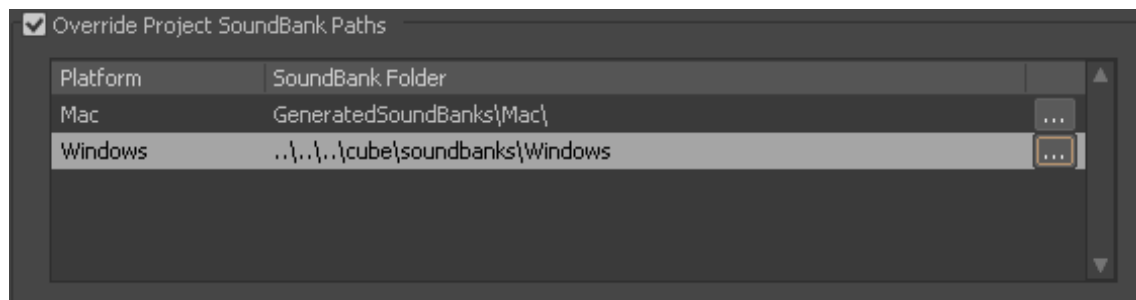 Override Project SoundBank Paths
Platform SoundBank Folder
Mac GeneratedSoundBanks\Mac\ ...
Windows ..\..\..\cube\soundbanks\Windows ...